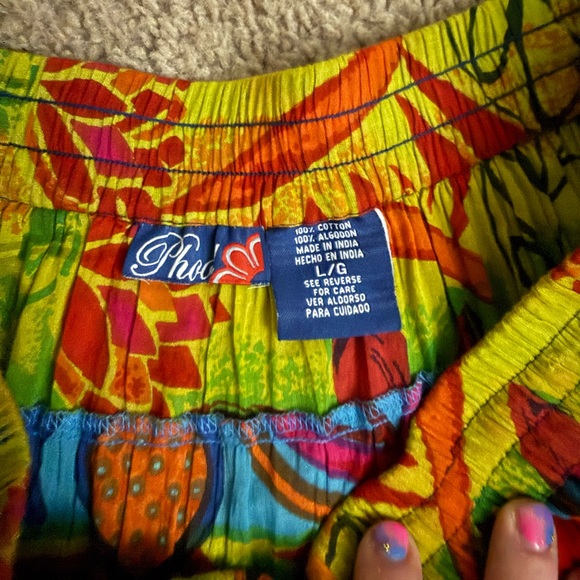 Phool
100% COTTON
100% ALGODON
MADE IN INDIA
HECHO EN INDIA
L/G
SEE REVERSE
FOR CARE
VER ALDORSO
PARA CUIDADO